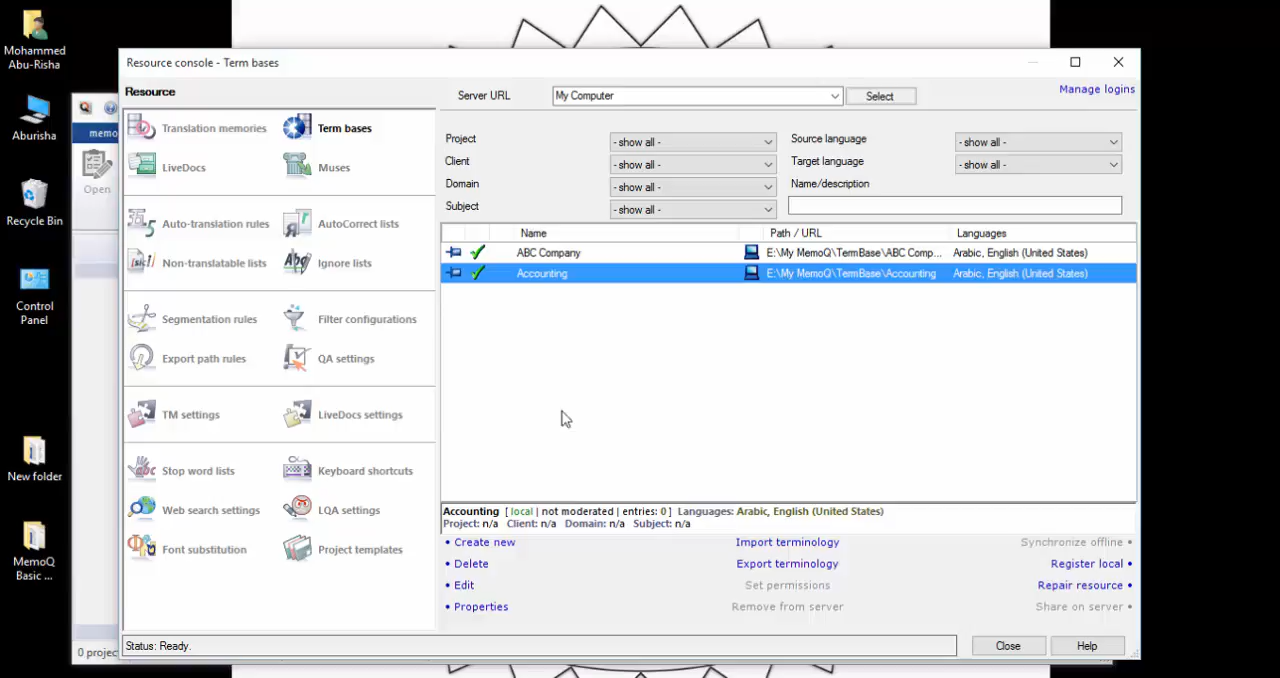 Mohammed
Abu-Risha
Aburisha
Recycle Bin
Control
Panel
New folder
MemoQ
Basic ...
memo
Open
0 projec
Resource console - Term bases
Resource
Translation memories
Term bases
LiveDocs
Muses
Auto-translation rules
AutoCorrect lists
Non-translatable lists
Ignore lists
Segmentation rules
Filter configurations
Export path rules
QA settings
TM settings
LiveDocs settings
Stop word lists
Keyboard shortcuts
Web search settings
LQA settings
Font substitution
Project templates
Server URL My Computer Select Manage logins
Project - show all - Source language - show all -
Client - show all - Target language - show all -
Domain - show all - Name/description
Subject - show all -
Name Path / URL Languages
ABC Company E:\My MemoQ\TermBase\ABC Comp... Arabic, English (United States)
Accounting E:\My MemoQ\TermBase\Accounting Arabic, English (United States)
Accounting [ local | not moderated | entries: 0 ] Languages: Arabic, English (United States)
Project: n/a Client: n/a Domain: n/a Subject: n/a
• Create new Import terminology Synchronize offline •
• Delete Export terminology Register local •
• Edit Set permissions Repair resource •
• Properties Remove from server Share on server •
Status: Ready. Close Help